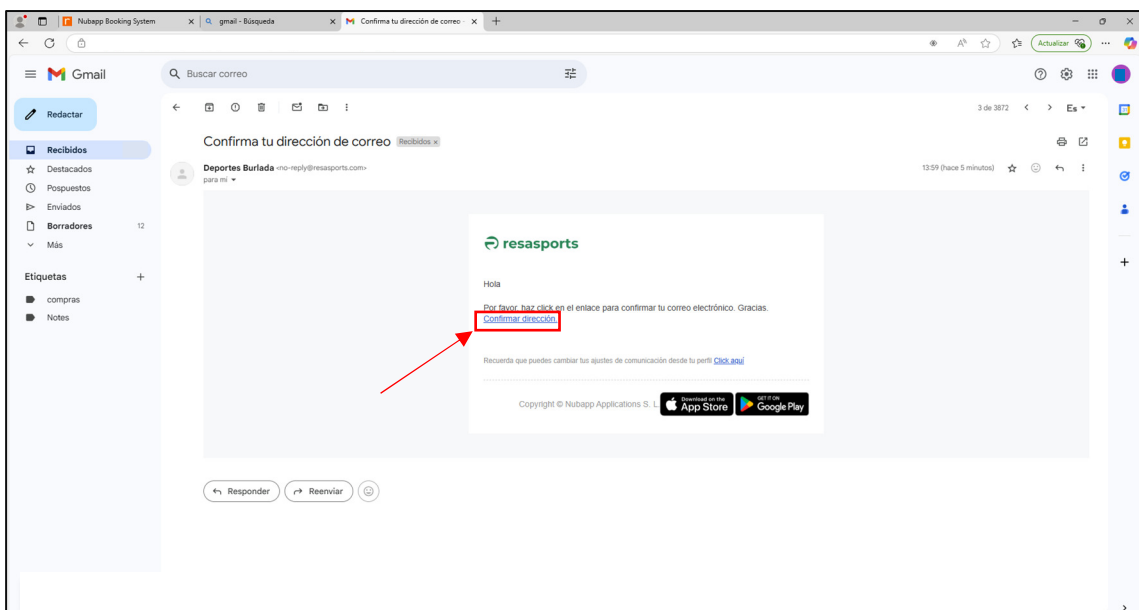 Nubapp Booking System
gmail - Búsqueda
Confirma tu dirección de correo -
Actualizar
Gmail
Buscar correo
Redactar
3 de 3872
Es
Confirma tu dirección de correo
Recibidos x
Recibidos
Destacados
Pospuestos
Enviados
Borradores 12
Más
Etiquetas
compras
Notes
Deportes Burlada <no-reply@resasports.com>
para mí
13:59 (hace 5 minutos)
resasports
Hola
Por favor, haz click en el enlace para confirmar tu correo electrónico. Gracias.
Confirmar dirección.
Recuerda que puedes cambiar tus ajustes de comunicación desde tu perfil Click aquí
Copyright © Nubapp Applications S. L.
Download on the
App Store
GET IT ON
Google Play
Responder
Reenviar